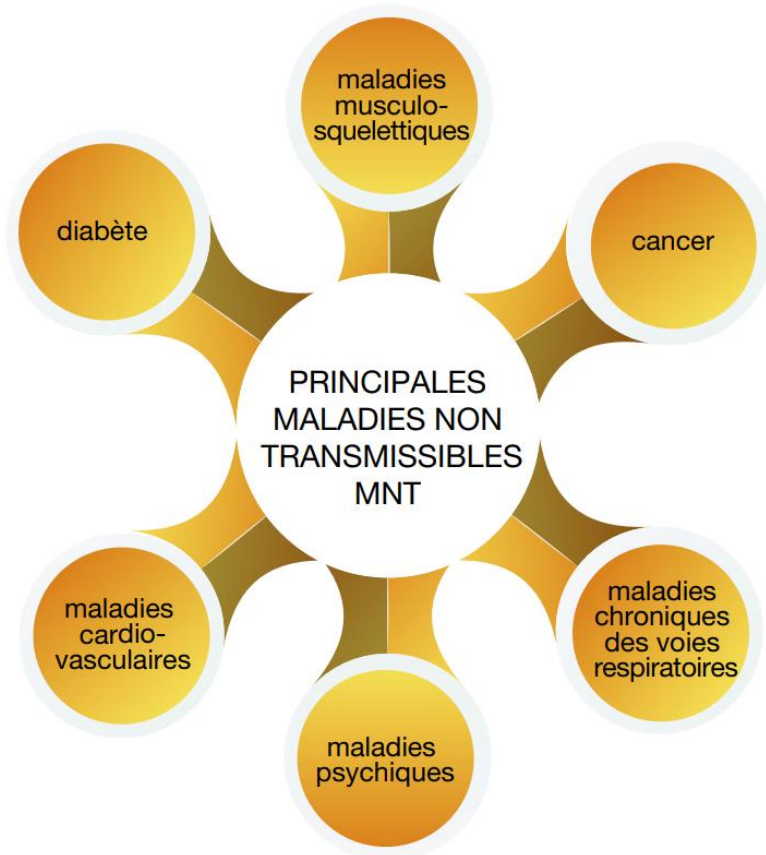 maladies
musculo-
squelettiques
diabète
cancer
PRINCIPALES
MALADIES NON
TRANSMISSIBLES
MNT
maladies
cardio-
vasculaires
maladies
chroniques
des voies
respiratoires
maladies
psychiques